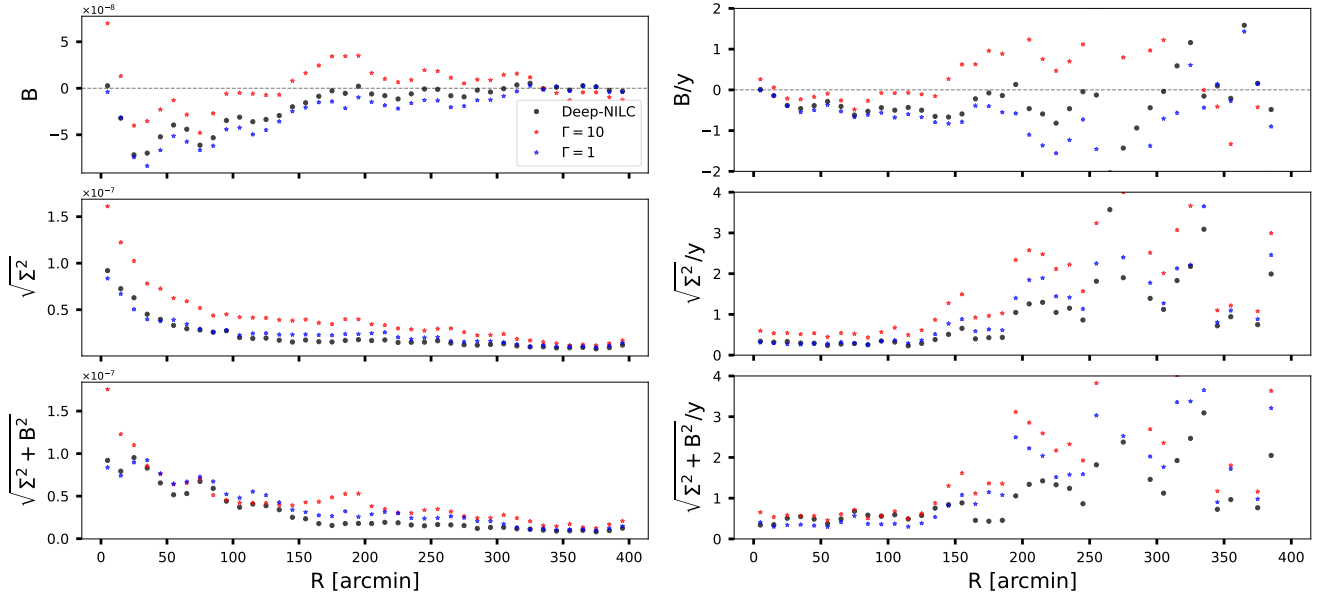 ×10⁻⁸
5
0
−5
B
Deep-NILC
Γ = 10
Γ = 1
×10⁻⁷
1.5
1.0
0.5
√Σ²
×10⁻⁷
1.5
1.0
0.5
0.0
√Σ² + B²
0 50 100 150 200 250 300 350 400
R [arcmin]
2
1
0
−1
−2
B/y
4
3
2
1
0
√Σ²/y
4
3
2
1
0
√Σ² + B²/y
0 50 100 150 200 250 300 350 400
R [arcmin]